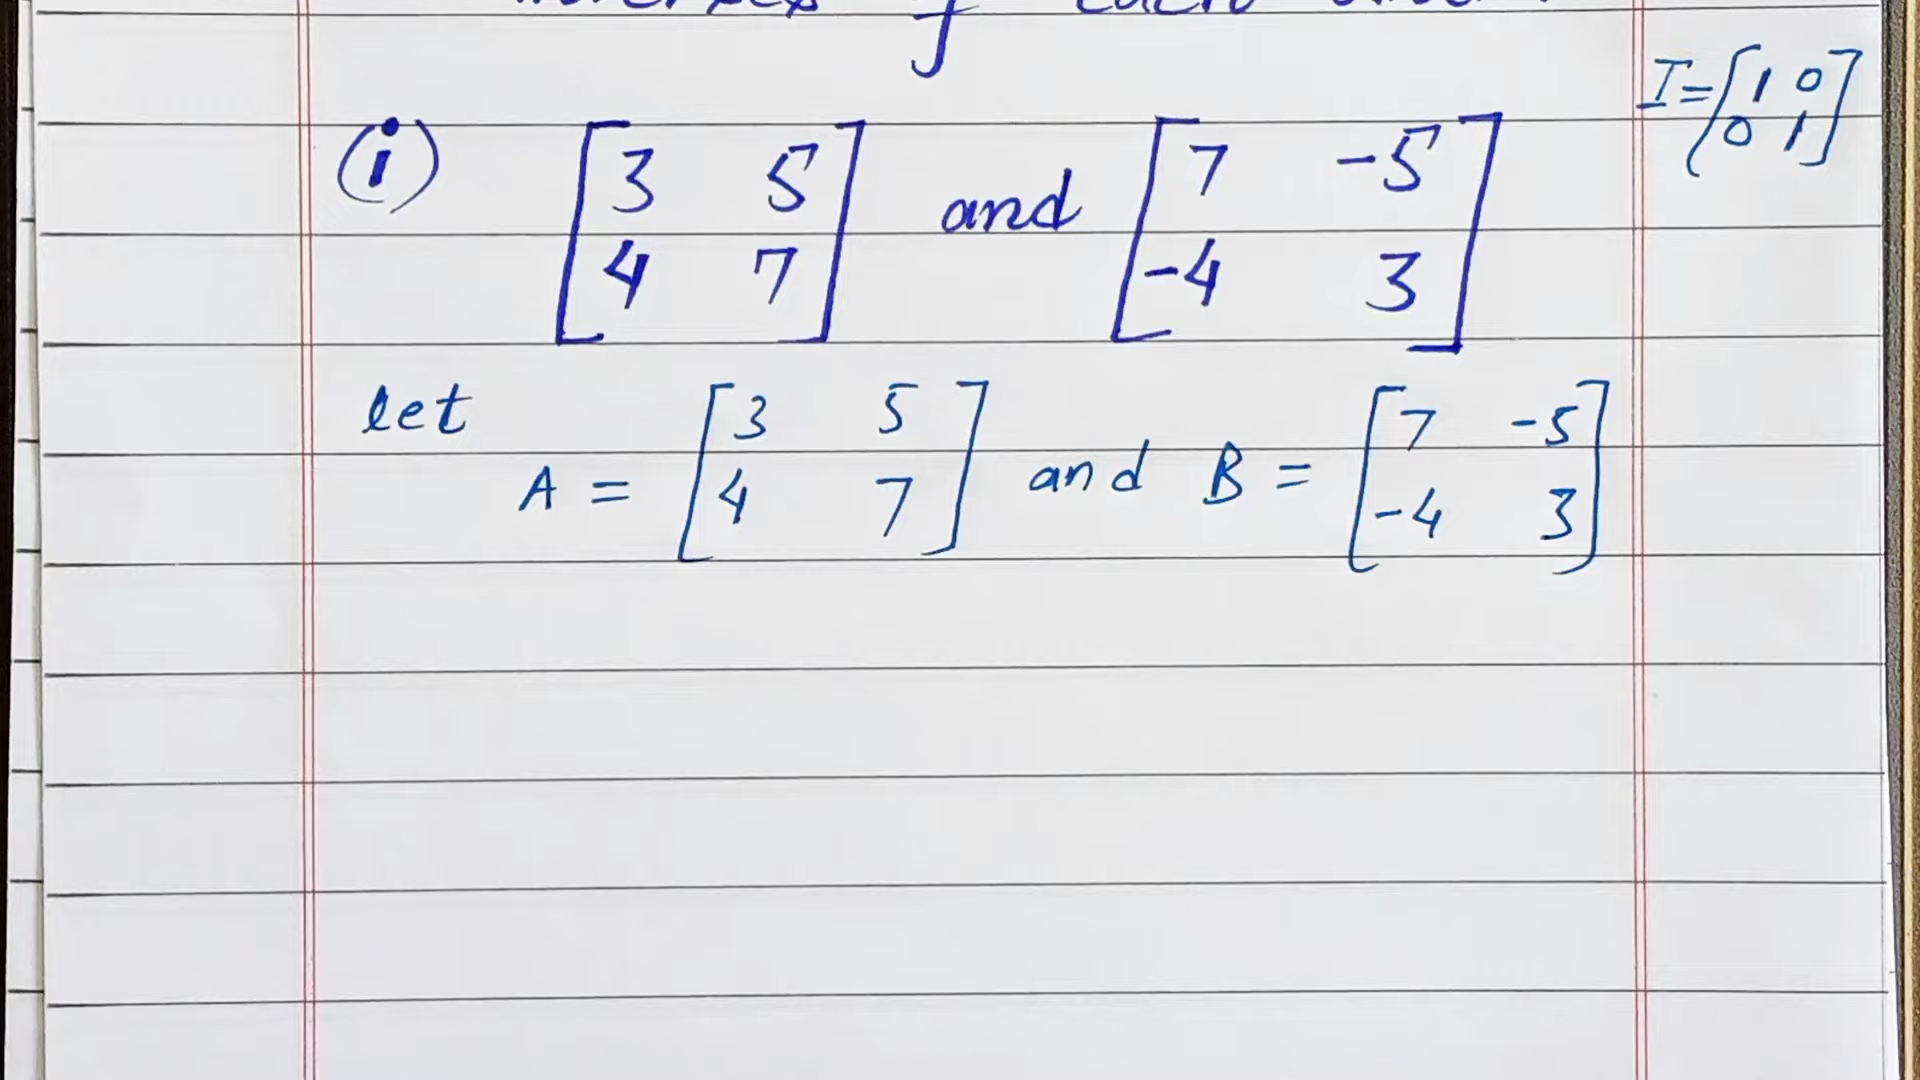 of
I = [1 0
0 1]
(i) [3 5 and [7 -5
4 7] -4 3]
let
A = [3 5 and B = [7 -5
4 7] -4 3]